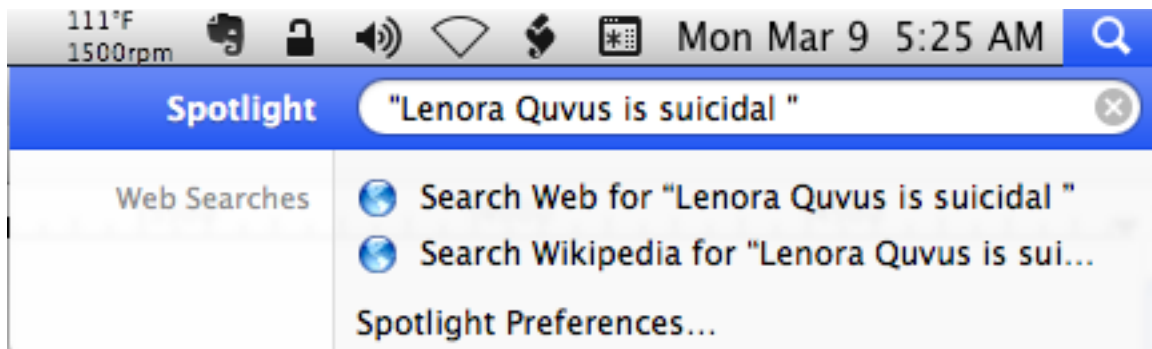 111°F
1500rpm
Mon Mar 9 5:25 AM
Spotlight "Lenora Quvus is suicidal "
Web Searches Search Web for “Lenora Quvus is suicidal "
Search Wikipedia for “Lenora Quvus is sui...
Spotlight Preferences...